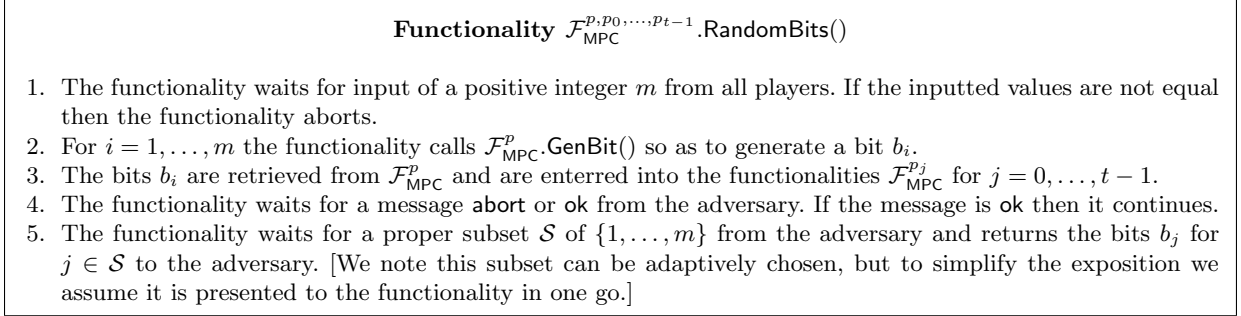 Functionality $\mathcal{F}_{\mathsf{MPC}}^{p,p_0,\ldots,p_{t-1}}$.RandomBits()
1. The functionality waits for input of a positive integer $m$ from all players. If the inputted values are not equal
then the functionality aborts.
2. For $i = 1, \ldots, m$ the functionality calls $\mathcal{F}_{\mathsf{MPC}}^{p}$.GenBit() so as to generate a bit $b_i$.
3. The bits $b_i$ are retrieved from $\mathcal{F}_{\mathsf{MPC}}^{p}$ and are enterred into the functionalities $\mathcal{F}_{\mathsf{MPC}}^{p_j}$ for $j = 0, \ldots, t-1$.
4. The functionality waits for a message abort or ok from the adversary. If the message is ok then it continues.
5. The functionality waits for a proper subset $\mathcal{S}$ of $\{1, \ldots, m\}$ from the adversary and returns the bits $b_j$ for
$j \in \mathcal{S}$ to the adversary. [We note this subset can be adaptively chosen, but to simplify the exposition we
assume it is presented to the functionality in one go.]